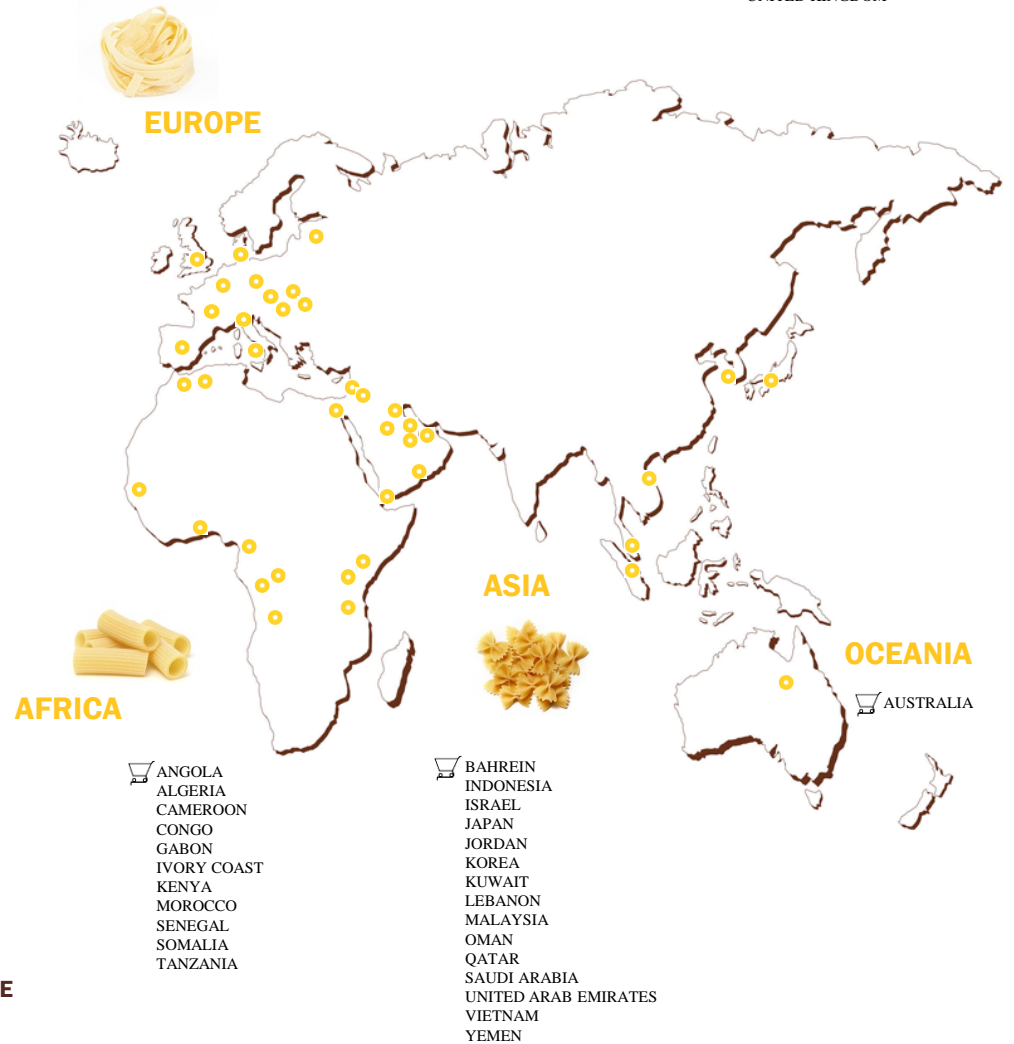 EUROPE
ASIA
OCEANIA
AUSTRALIA
AFRICA
ANGOLA
ALGERIA
CAMEROON
CONGO
GABON
IVORY COAST
KENYA
MOROCCO
SENEGAL
SOMALIA
TANZANIA
BAHREIN
INDONESIA
ISRAEL
JAPAN
JORDAN
KOREA
KUWAIT
LEBANON
MALAYSIA
OMAN
QATAR
SAUDI ARABIA
UNITED ARAB EMIRATES
VIETNAM
YEMEN
E